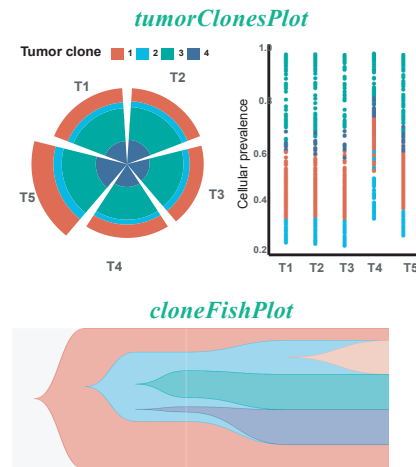 tumorClonesPlot
Tumor clone 1 2 3 4
T1
T2
T3
T4
T5
Cellular prevalence
1.0
0.8
0.6
0.4
0.2
T1 T2 T3 T4 T5
cloneFishPlot